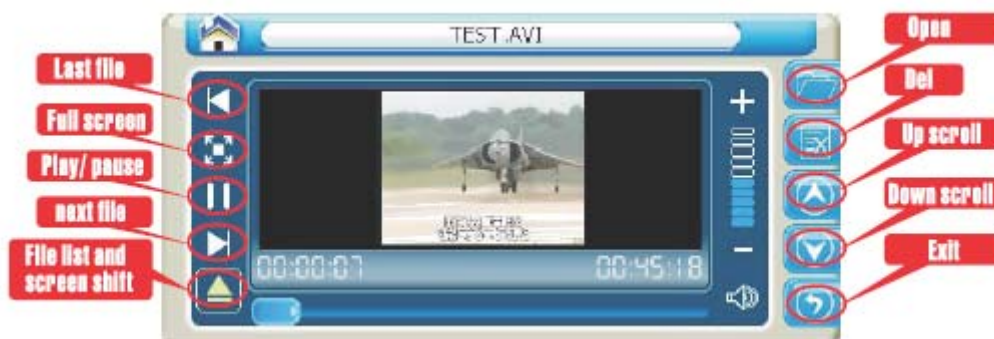 TEST.AVI
Last file
Full screen
Play/ pause
next file
File list and
screen shift
Open
Del
Up scroll
Down scroll
Exit
+
-
00:00:07
00:45:18